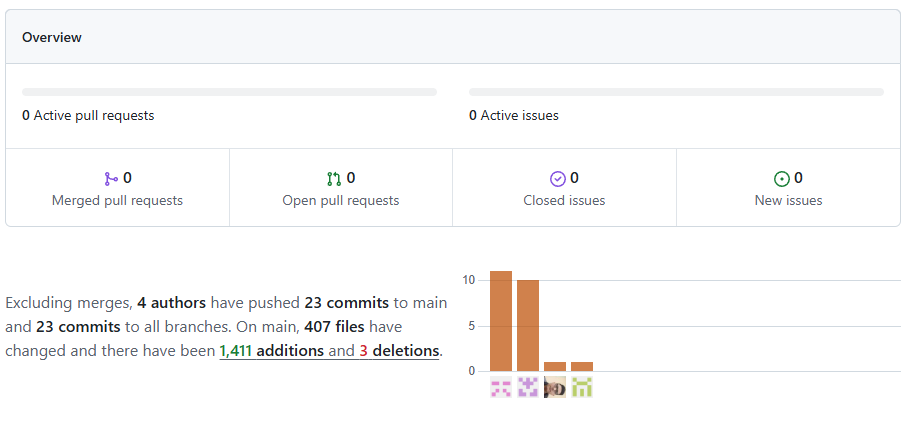 Overview
0 Active pull requests
0 Active issues
0
Merged pull requests
0
Open pull requests
0
Closed issues
0
New issues
Excluding merges, 4 authors have pushed 23 commits to main
and 23 commits to all branches. On main, 407 files have
changed and there have been 1,411 additions and 3 deletions.
10
5
0